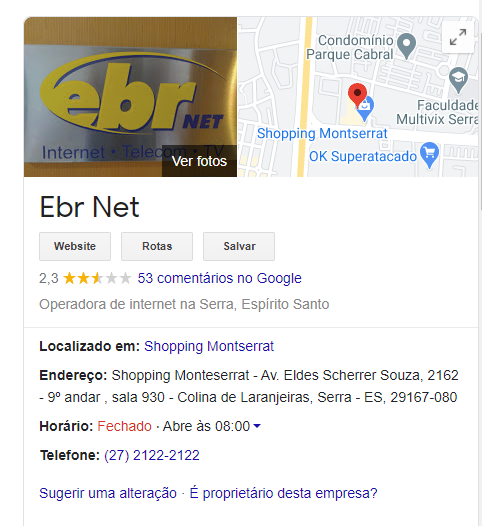 ebr NET
Internet • Telecom • TV
Ver fotos
Condomínio
Parque Cabral
Faculdade
Multivix Serra
Shopping Montserrat
OK Superatacado
Ebr Net
Website
Rotas
Salvar
2,3 53 comentários no Google
Operadora de internet na Serra, Espírito Santo
Localizado em: Shopping Montserrat
Endereço: Shopping Monteserrat - Av. Eldes Scherrer Souza, 2162
- 9º andar , sala 930 - Colina de Laranjeiras, Serra - ES, 29167-080
Horário: Fechado · Abre às 08:00
Telefone: (27) 2122-2122
Sugerir uma alteração · É proprietário desta empresa?